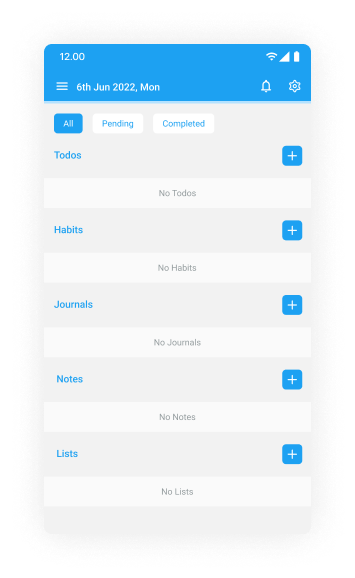 12.00
6th Jun 2022, Mon
All Pending Completed
Todos
No Todos
Habits
No Habits
Journals
No Journals
Notes
No Notes
Lists
No Lists